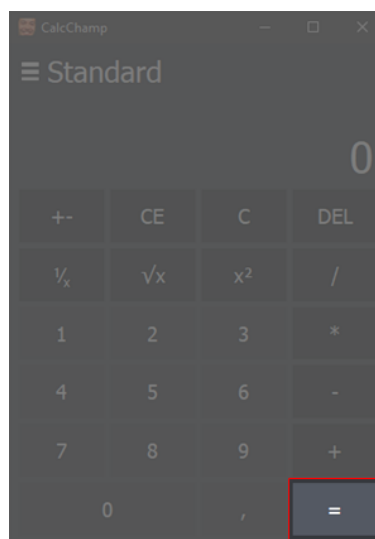 CalcChamp
☰ Standard
0
+- CE C DEL
¹⁄ₓ √x x² /
1 2 3 *
4 5 6 -
7 8 9 +
0 , =